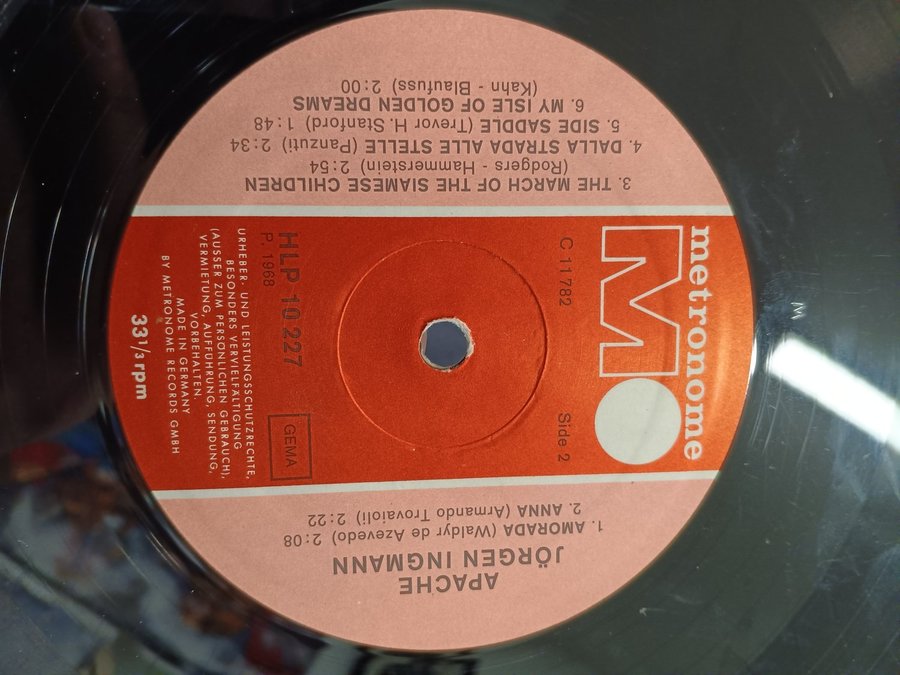 metronome
M
C 11782
Side 2
HLP 10 227
P. 1968
GEMA
URHEBER- UND LEISTUNGSSCHUTZRECHTE,
BESONDERS VERVIELFÄLTIGUNG
(AUSSER ZUM PERSÖNLICHEN GEBRAUCH),
VERMIETUNG, AUFFÜHRUNG, SENDUNG,
VORBEHALTEN.
MADE IN GERMANY
BY METRONOME RECORDS GMBH
33 1/3 rpm
APACHE
JÖRGEN INGMANN
1. AMORADA (Waldyr de Azevedo) 2:08
2. ANNA (Armando Trovaioli) 2:22
3. THE MARCH OF THE SIAMESE CHILDREN
(Rodgers - Hammerstein) 2:54
4. DALLA STRADA ALLE STELLE (Panzuti) 2:34
5. SIDE SADDLE (Trevor H. Stanford) 1:48
6. MY ISLE OF GOLDEN DREAMS
(Kahn - Blaufuss) 2:00